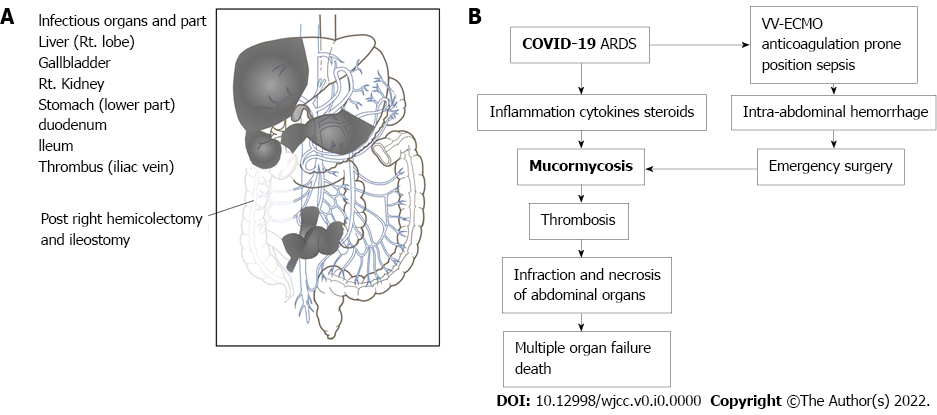 A
Infectious organs and part
Liver (Rt. lobe)
Gallbladder
Rt. Kidney
Stomach (lower part)
duodenum
Ileum
Thrombus (iliac vein)
Post right hemicolectomy
and ileostomy
B
COVID-19 ARDS
VV-ECMO
anticoagulation prone
position sepsis
Inflammation cytokines steroids
Intra-abdominal hemorrhage
Mucormycosis
Emergency surgery
Thrombosis
Infraction and necrosis
of abdominal organs
Multiple organ failure
death
DOI: 10.12998/wjcc.v0.i0.0000 Copyright ©The Author(s) 2022.